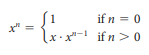 xⁿ = { 1 if n = 0
x · xⁿ⁻¹ if n > 0